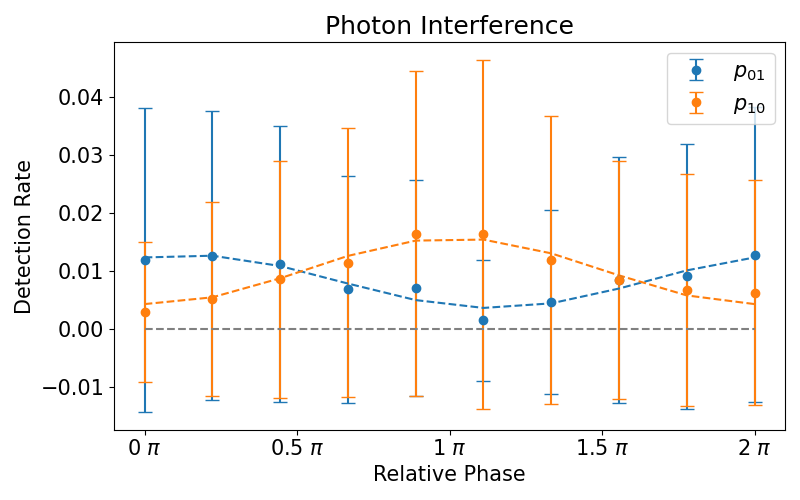 Photon Interference
p01
p10
Detection Rate
0.04
0.03
0.02
0.01
0.00
−0.01
0 π
0.5 π
1 π
1.5 π
2 π
Relative Phase